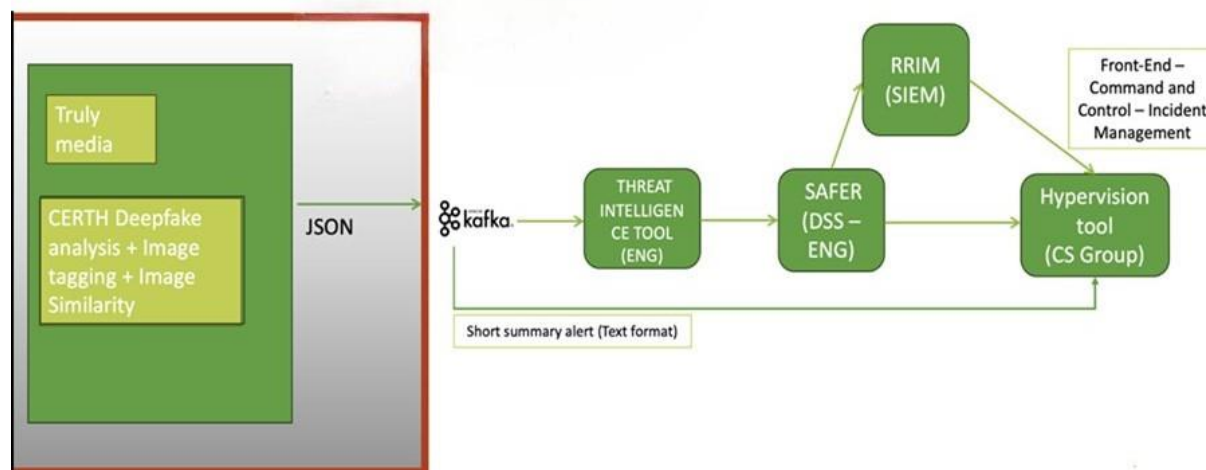 Truly
media
CERTH Deepfake
analysis + Image
tagging + Image
Similarity
JSON
kafka
THREAT
INTELLIGEN
CE TOOL
(ENG)
SAFER
(DSS –
ENG)
RRIM
(SIEM)
Front-End –
Command and
Control – Incident
Management
Hypervision
tool
(CS Group)
Short summary alert (Text format)